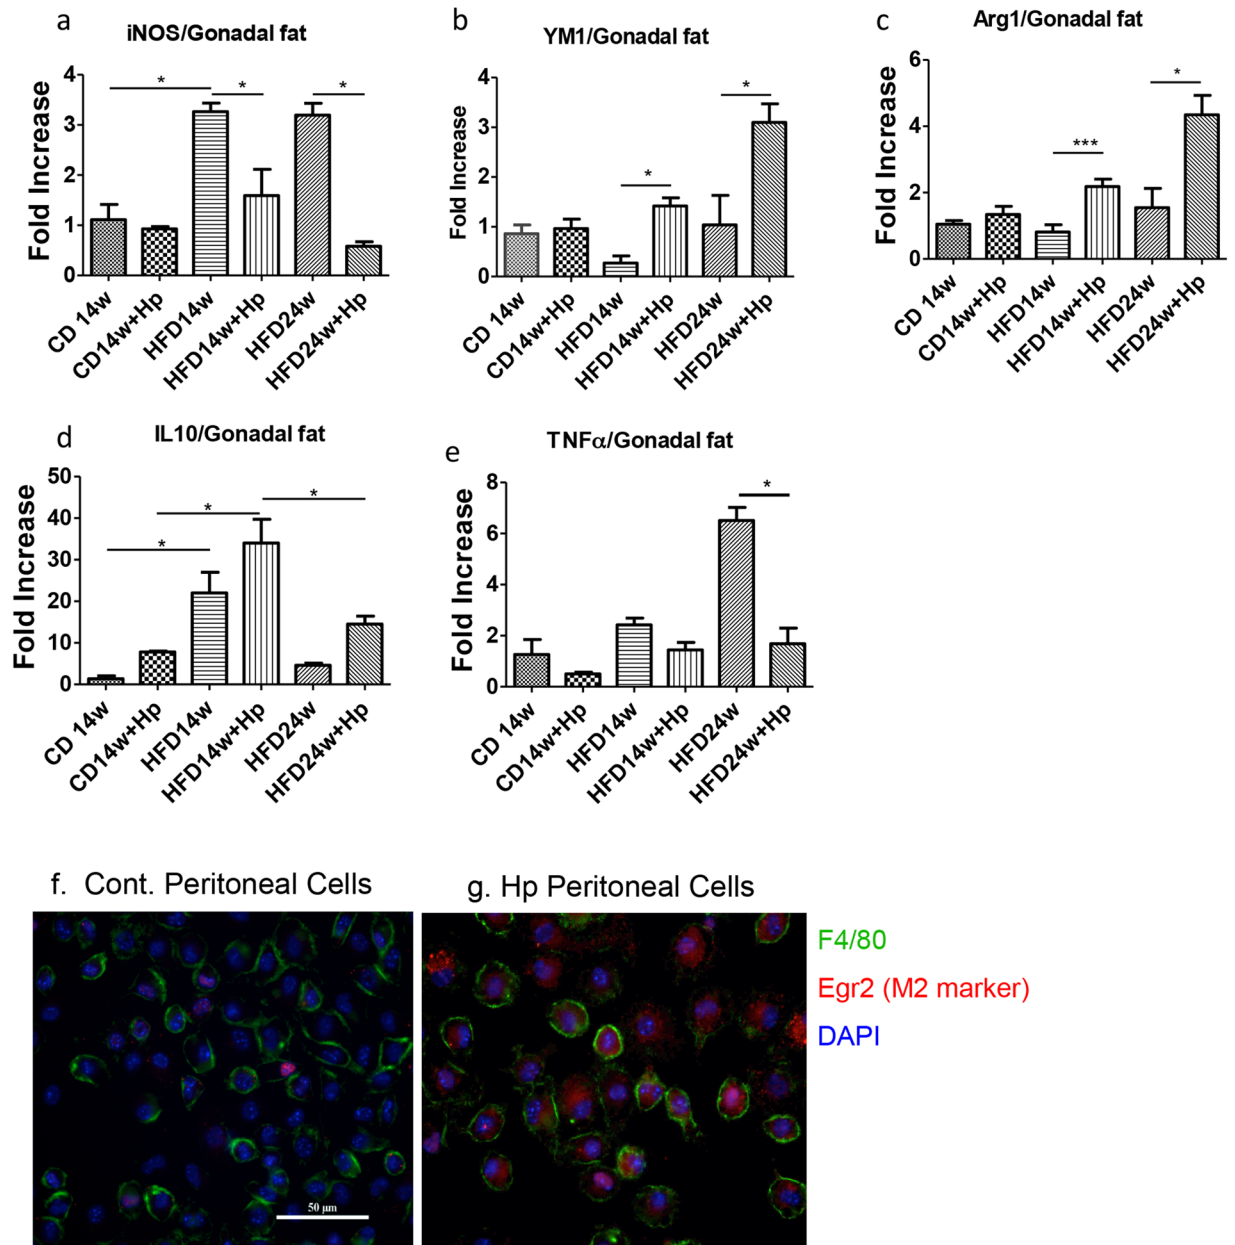 a
iNOS/Gonadal fat
Fold Increase
4
3
2
1
0
*
*
*
CD 14w
CD14w+Hp
HFD14w
HFD14w+Hp
HFD24w
HFD24w+Hp
b
YM1/Gonadal fat
Fold Increase
4
3
2
1
0
*
*
CD 14w
CD14w+Hp
HFD14w
HFD14w+Hp
HFD24w
HFD24w+Hp
c
Arg1/Gonadal fat
Fold Increase
6
4
2
0
***
*
CD 14w
CD14w+Hp
HFD14w
HFD14w+Hp
HFD24w
HFD24w+Hp
d
IL10/Gonadal fat
Fold Increase
50
40
30
20
10
0
*
*
*
CD 14w
CD14w+Hp
HFD14w
HFD14w+Hp
HFD24w
HFD24w+Hp
e
TNFα/Gonadal fat
Fold Increase
8
6
4
2
0
*
CD 14w
CD14w+Hp
HFD14w
HFD14w+Hp
HFD24w
HFD24w+Hp
f. Cont. Peritoneal Cells
50 µm
g. Hp Peritoneal Cells
F4/80
Egr2 (M2 marker)
DAPI